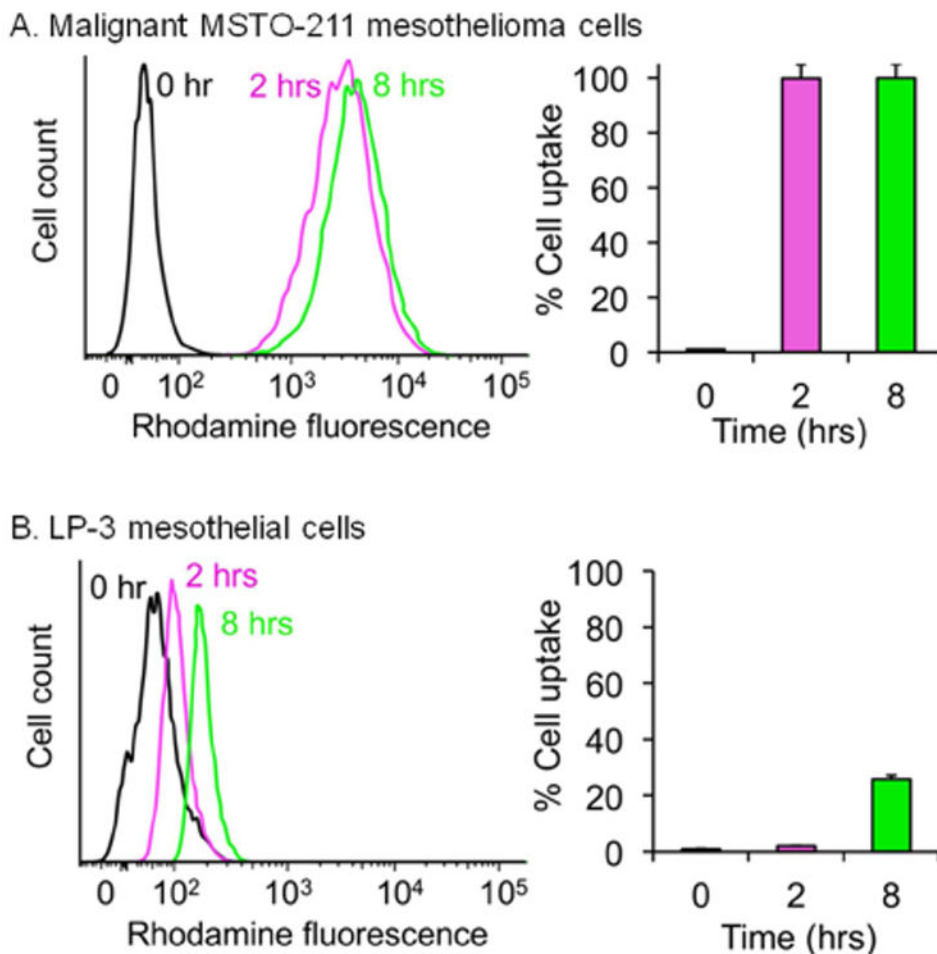 A. Malignant MSTO-211 mesothelioma cells
0 hr 2 hrs 8 hrs
Cell count
0 10² 10³ 10⁴ 10⁵
Rhodamine fluorescence
100
80
60
40
20
0
% Cell uptake
0 2 8
Time (hrs)
B. LP-3 mesothelial cells
0 hr 2 hrs
8 hrs
Cell count
0 10² 10³ 10⁴ 10⁵
Rhodamine fluorescence
100
80
60
40
20
0
% Cell uptake
0 2 8
Time (hrs)